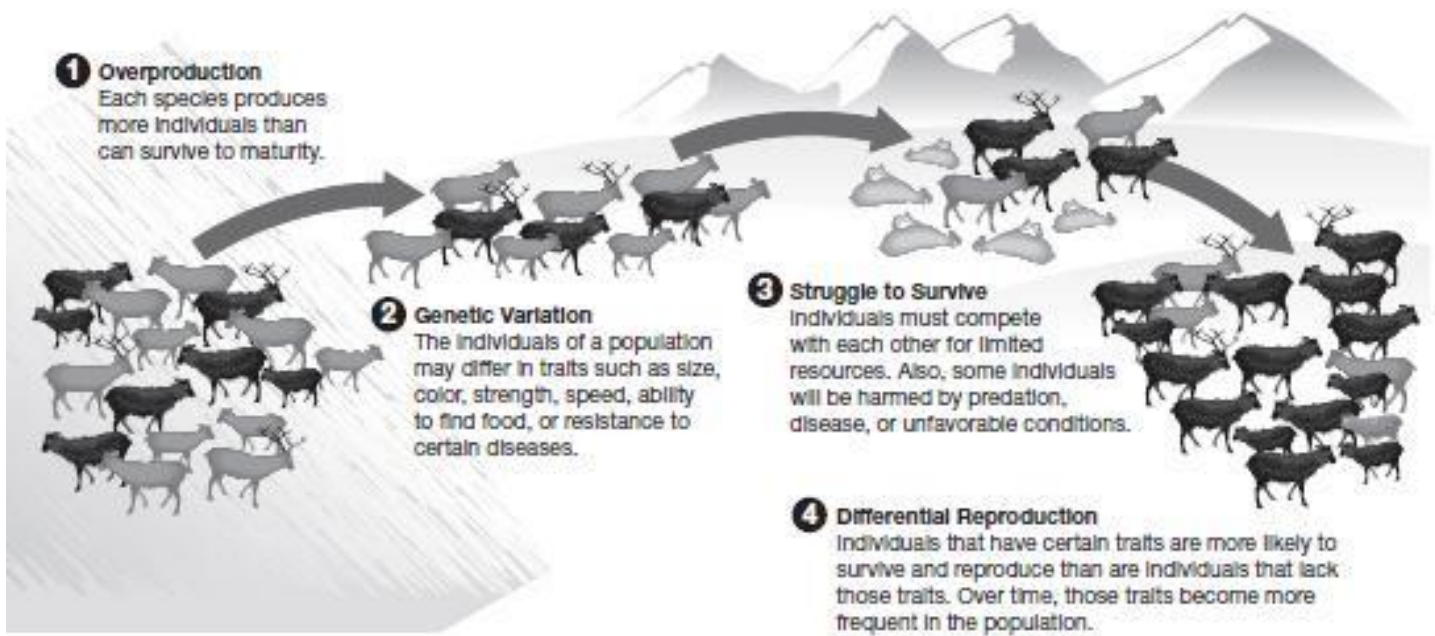 1 Overproduction
Each species produces
more individuals than
can survive to maturity.
2 Genetic Variation
The individuals of a population
may differ in traits such as size,
color, strength, speed, ability
to find food, or resistance to
certain diseases.
3 Struggle to Survive
Individuals must compete
with each other for limited
resources. Also, some individuals
will be harmed by predation,
disease, or unfavorable conditions.
4 Differential Reproduction
Individuals that have certain traits are more likely to
survive and reproduce than are individuals that lack
those traits. Over time, those traits become more
frequent in the population.